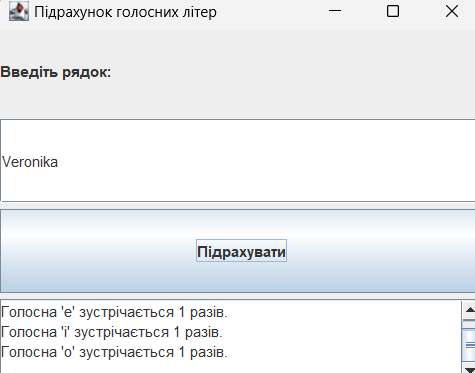 Підрахунок голосних літер
Введіть рядок:
Veronika
Підрахувати
Голосна 'e' зустрічається 1 разів.
Голосна 'i' зустрічається 1 разів.
Голосна 'o' зустрічається 1 разів.